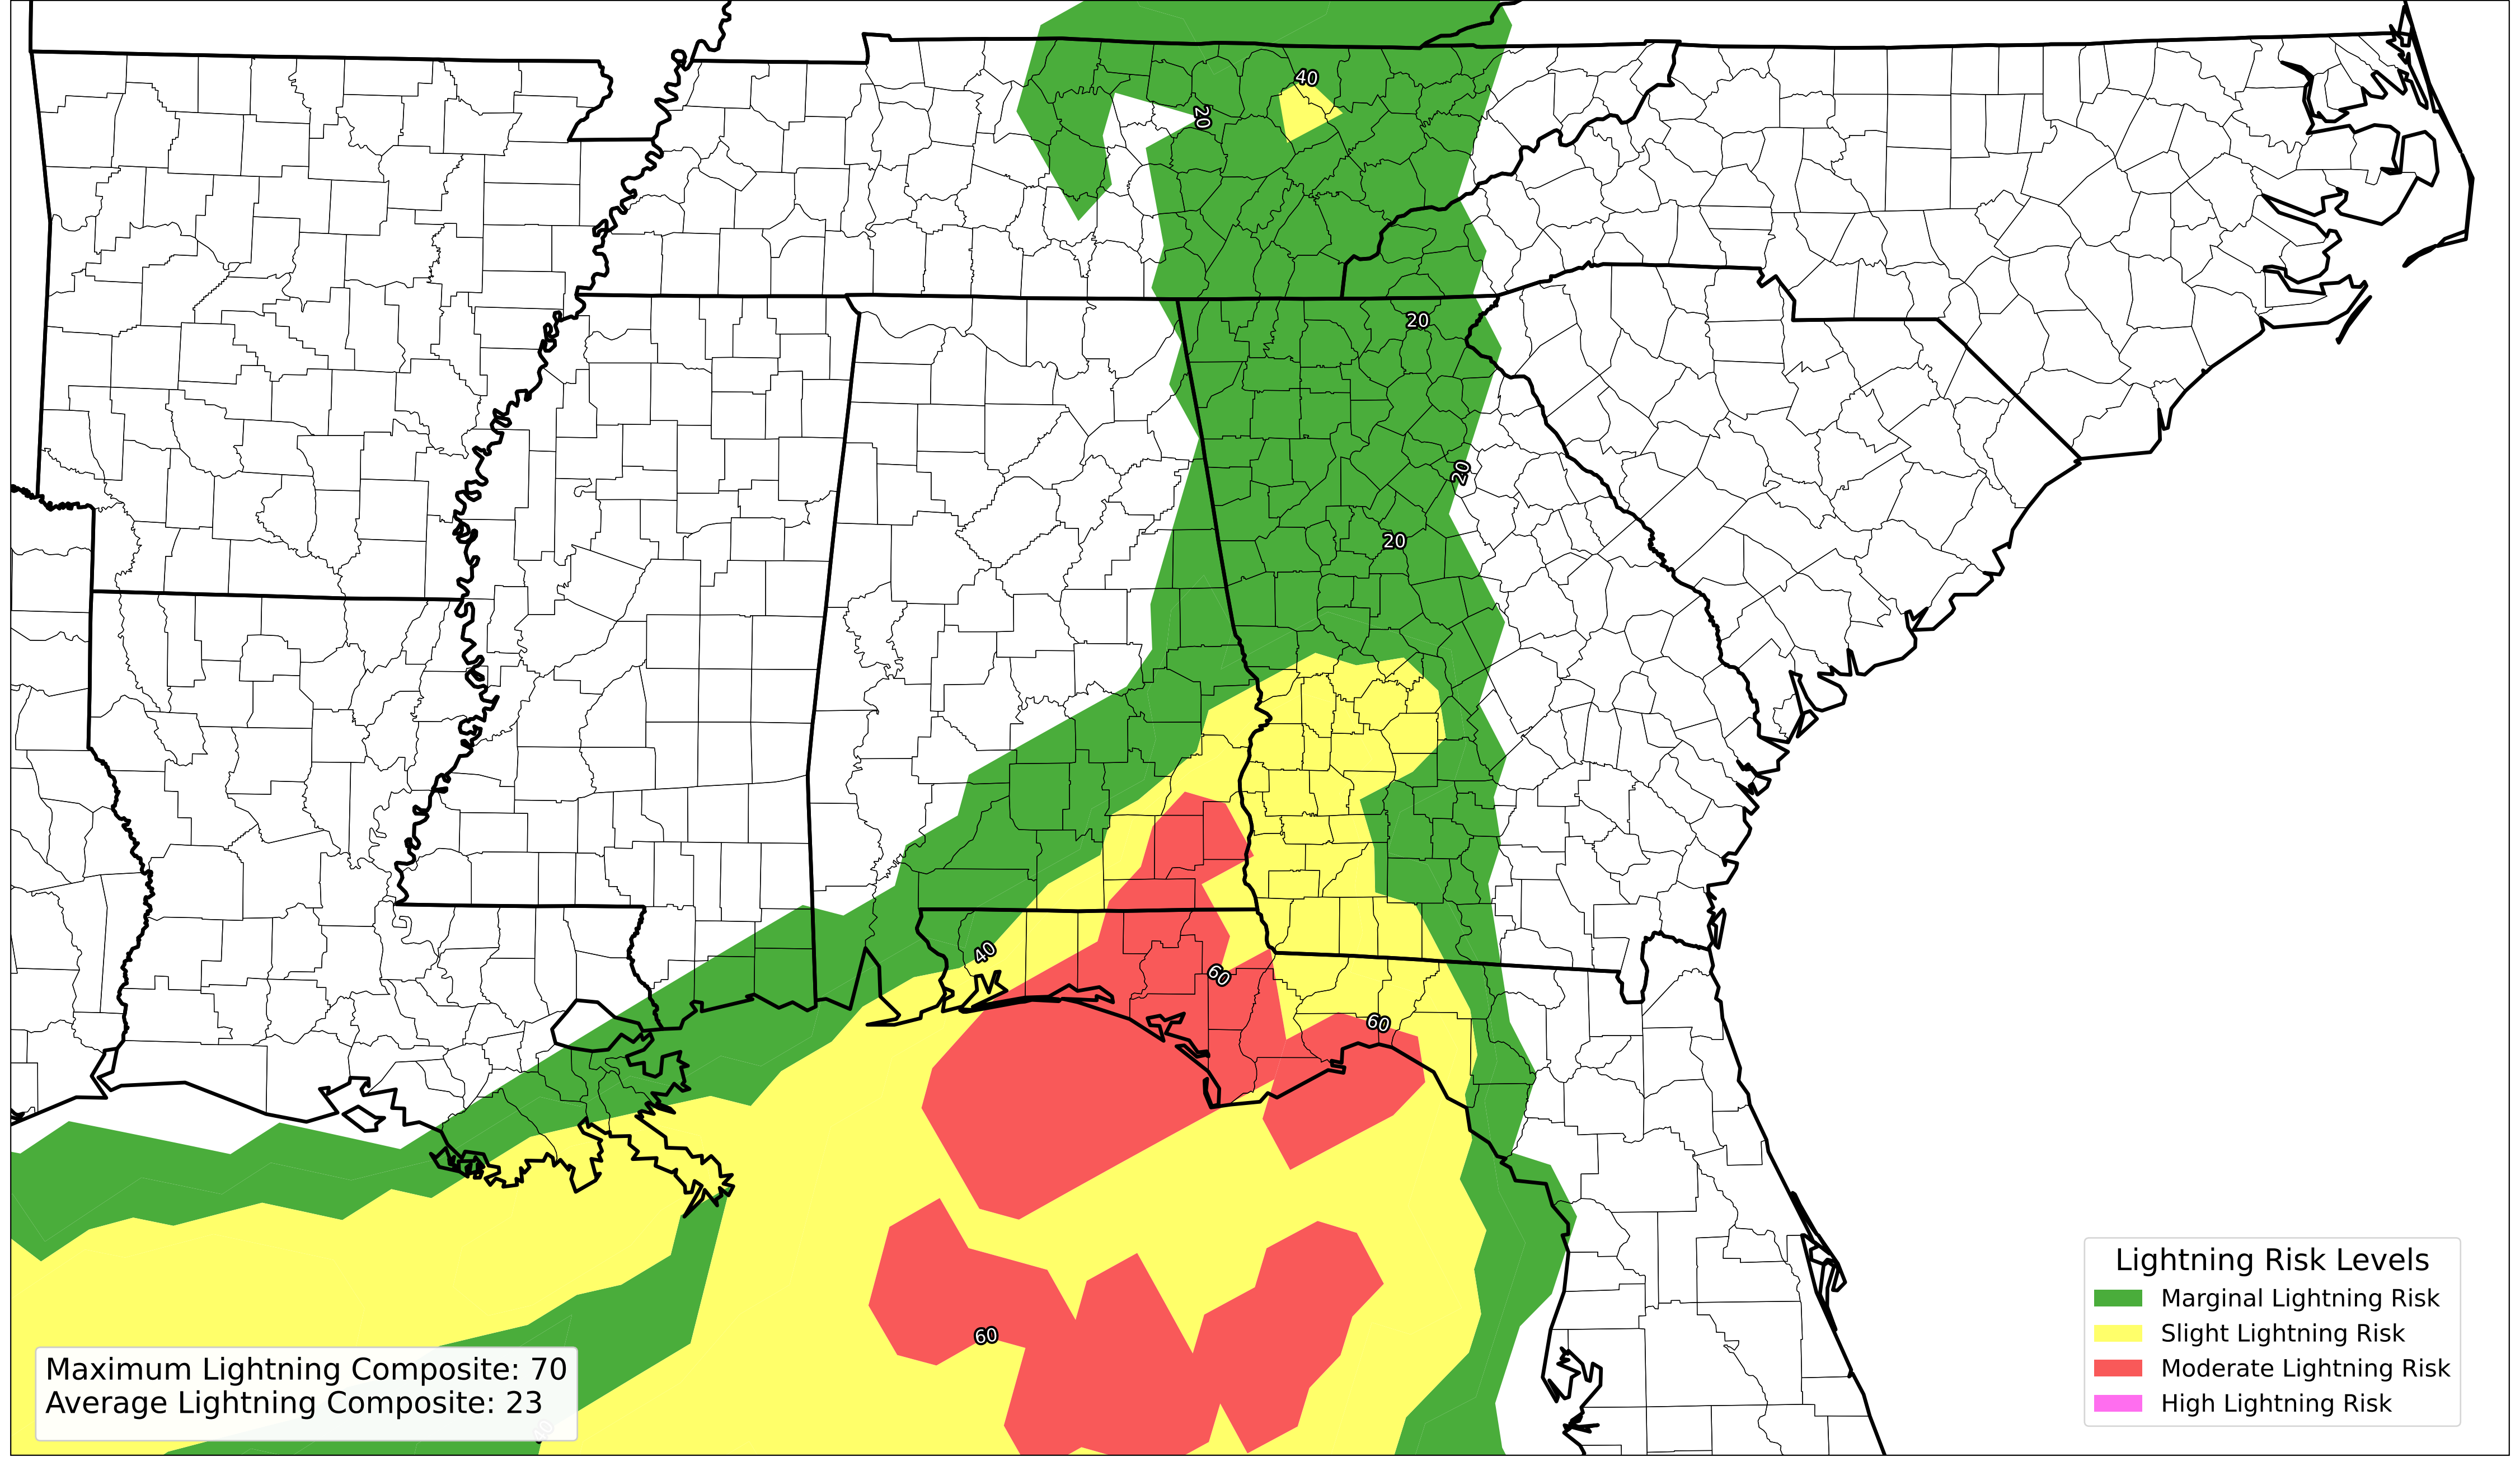 40
20
20
20
20
40
60
60
60
Lightning Risk Levels
Marginal Lightning Risk
Slight Lightning Risk
Moderate Lightning Risk
High Lightning Risk
Maximum Lightning Composite: 70
Average Lightning Composite: 23